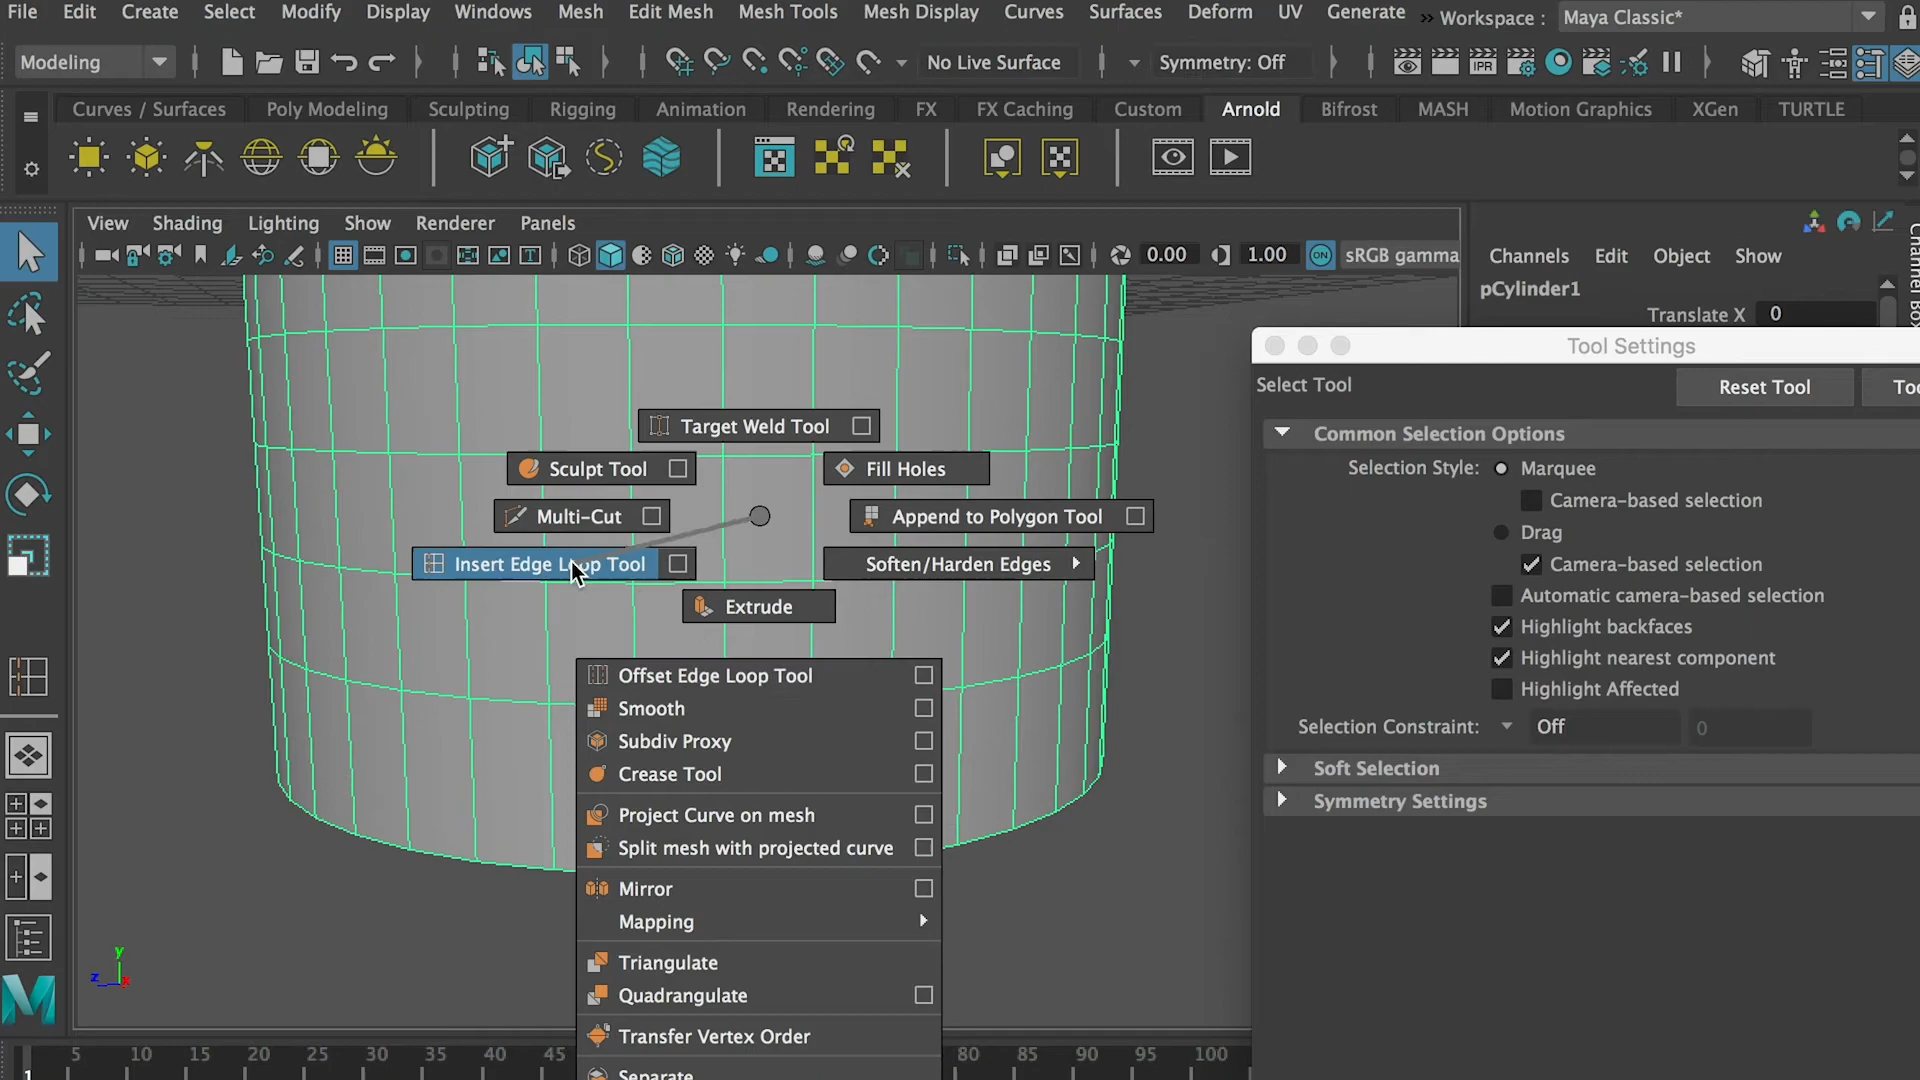 File Edit Create Select Modify Display Windows Mesh Edit Mesh Mesh Tools Mesh Display Curves Surfaces Deform UV Generate » Workspace : Maya Classic*
Modeling No Live Surface Symmetry: Off
Curves / Surfaces Poly Modeling Sculpting Rigging Animation Rendering FX FX Caching Custom Arnold Bifrost MASH Motion Graphics XGen TURTLE
View Shading Lighting Show Renderer Panels
0.00 1.00 ON sRGB gamma
Channels Edit Object Show
pCylinder1
Translate X 0
Tool Settings
Select Tool Reset Tool
Common Selection Options
Selection Style: Marquee
Camera-based selection
Drag
Camera-based selection
Automatic camera-based selection
Highlight backfaces
Highlight nearest component
Highlight Affected
Selection Constraint: Off 0
Soft Selection
Symmetry Settings
Target Weld Tool
Sculpt Tool Fill Holes
Multi-Cut Append to Polygon Tool
Insert Edge Loop Tool Soften/Harden Edges
Extrude
Offset Edge Loop Tool
Smooth
Subdiv Proxy
Crease Tool
Project Curve on mesh
Split mesh with projected curve
Mirror
Mapping
Triangulate
Quadrangulate
Transfer Vertex Order
Separate
y
z x
5 10 15 20 25 30 35 40 45 80 85 90 95 100
1